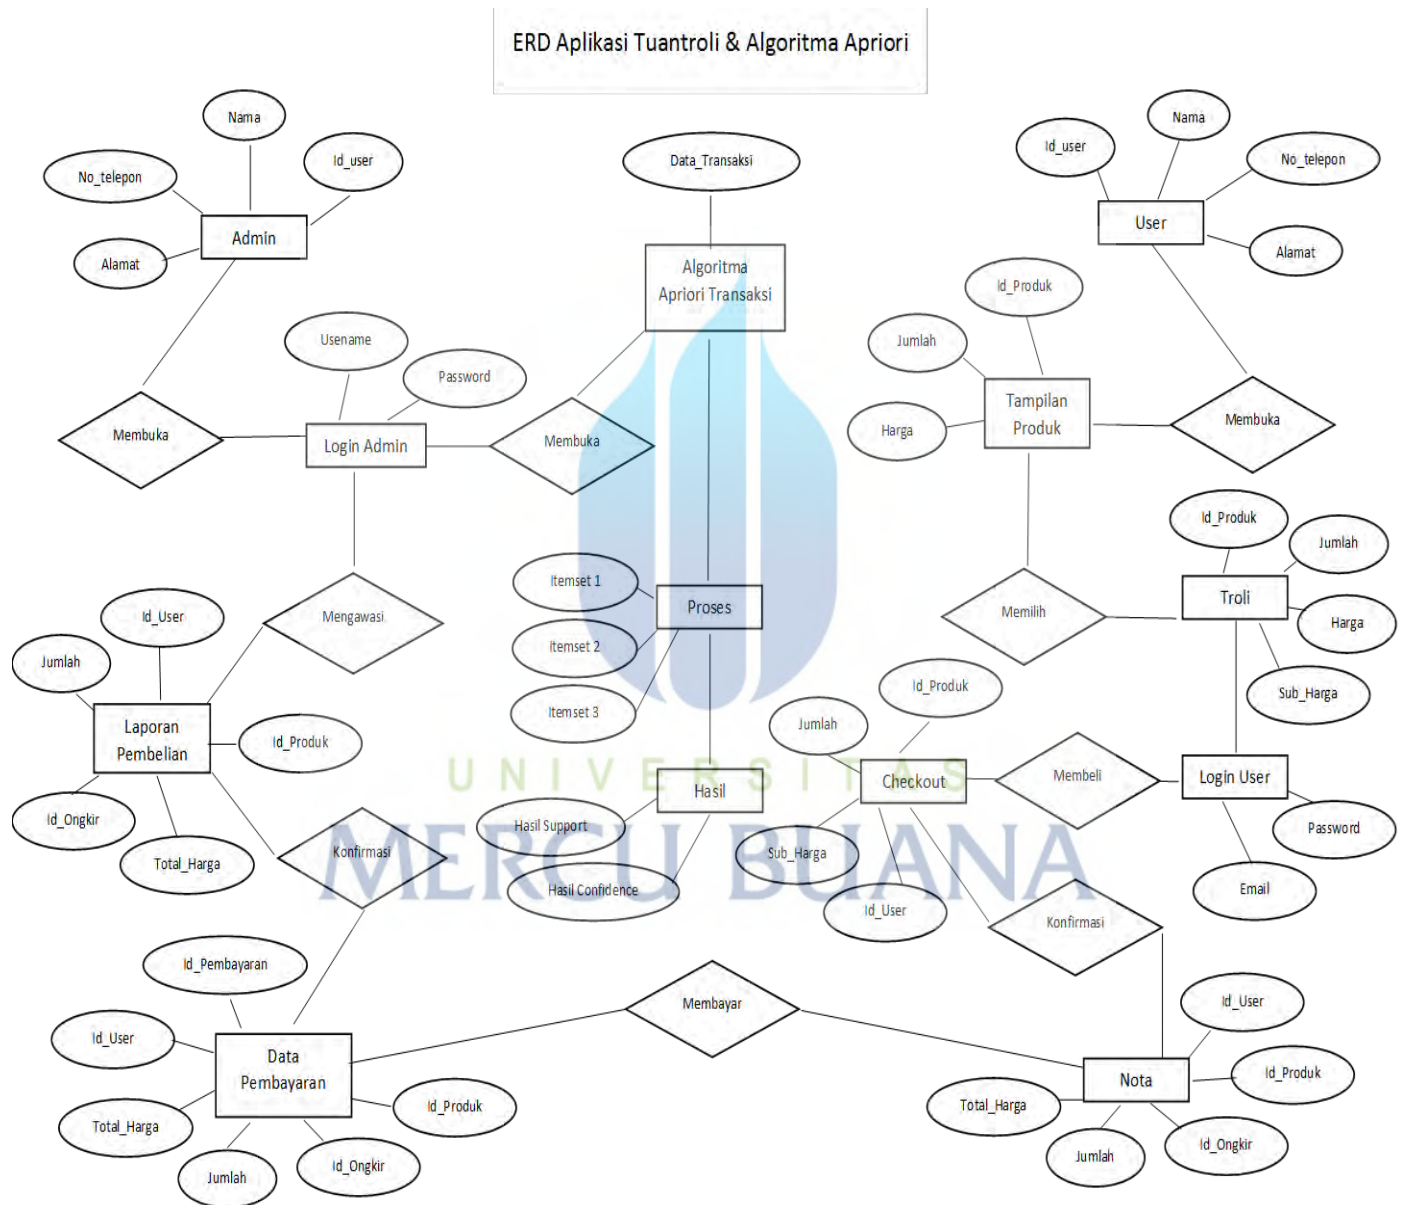 ERD Aplikasi Tuantroli & Algoritma Apriori
Nama
No_telepon
Id_user
Admin
Alamat
Data_Transaksi
Algoritma
Apriori Transaksi
Nama
Id_user
No_telepon
User
Alamat
Id_Produk
Jumlah
Tampilan
Produk
Harga
Membuka
Usename
Password
Membuka
Login Admin
Membuka
Id_Produk
Jumlah
Troli
Harga
Sub_Harga
Memilih
Itemset 1
Proses
Itemset 2
Itemset 3
Mengawasi
Id_User
Jumlah
Laporan
Pembelian
Id_Produk
Id_Ongkir
Total_Harga
Konfirmasi
Hasil
Hasil Support
Hasil Confidence
Id_Produk
Jumlah
Checkout
Sub_Harga
Id_User
Membeli
Login User
Password
Email
UNIVERSITAS
MERCU BUANA
Konfirmasi
Id_Pembayaran
Id_User
Data
Pembayaran
Total_Harga
Jumlah
Id_Ongkir
Id_Produk
Membayar
Id_User
Nota
Id_Produk
Total_Harga
Jumlah
Id_Ongkir